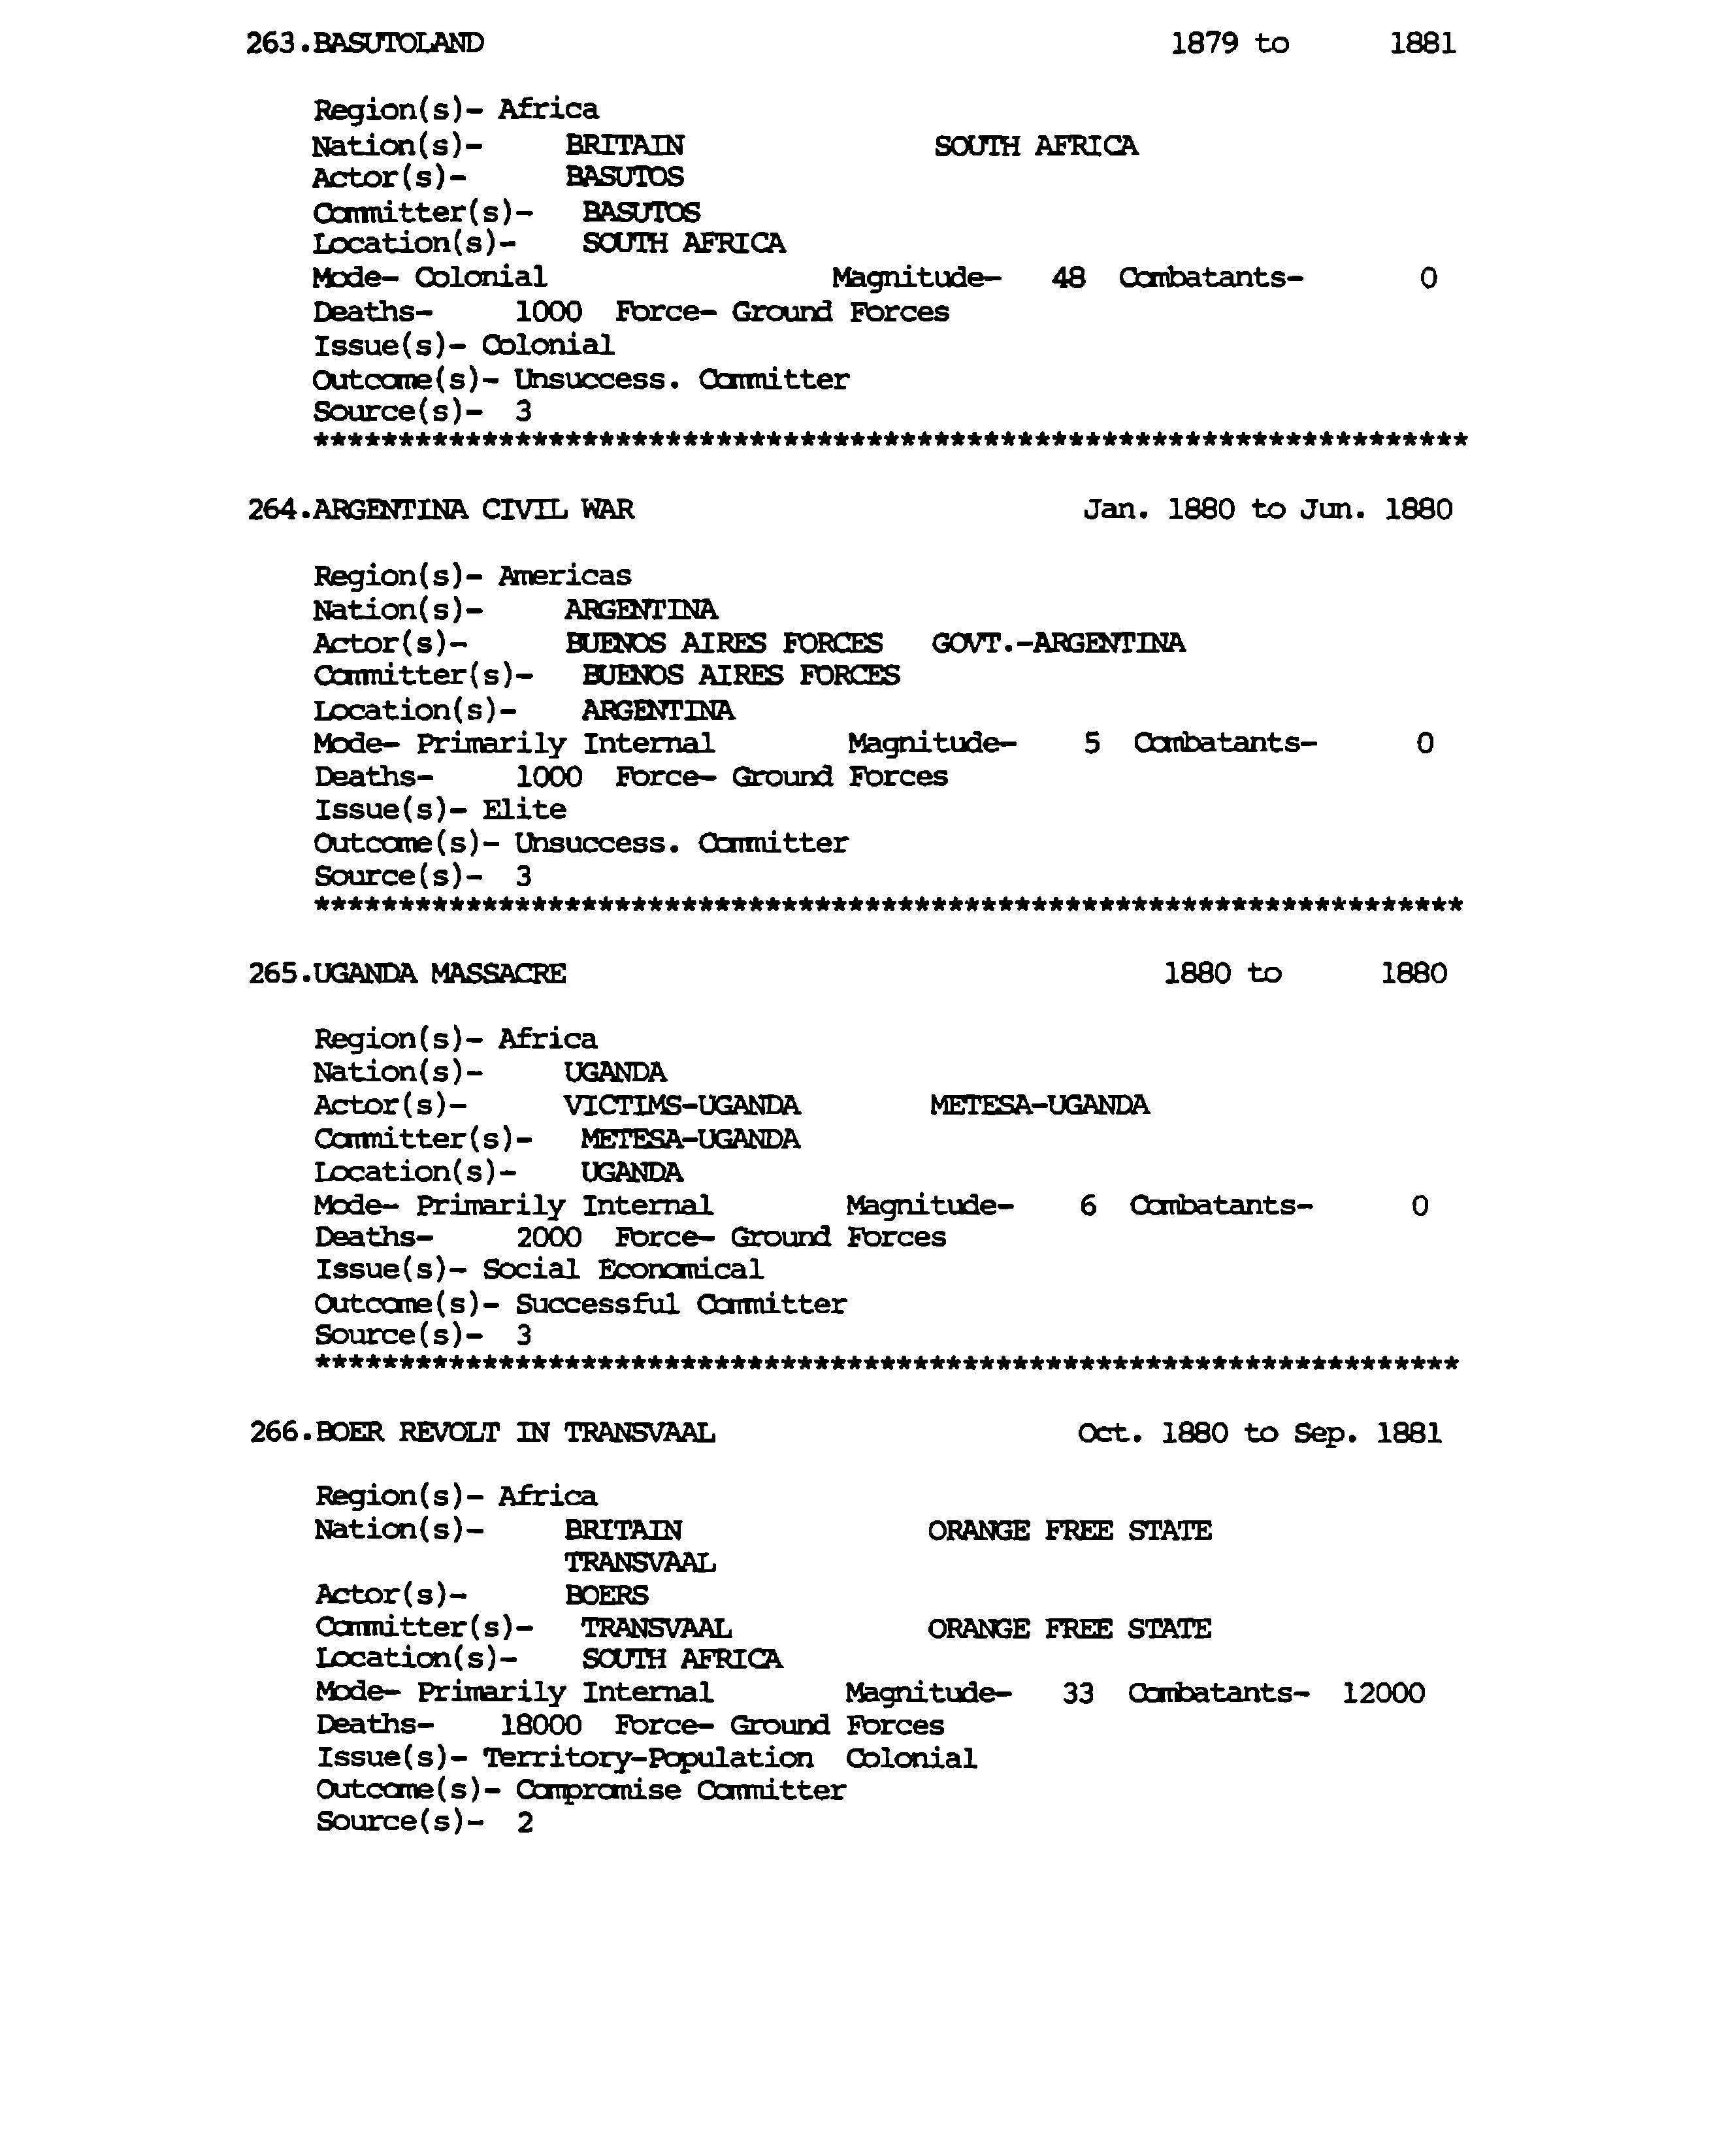 263.BASUTOLAND 1879 to 1881
Region(s)- Africa
Nation(s)- BRITAIN SOUTH AFRICA
Actor(s)- BASUTOS
Committer(s)- BASUTOS
Location(s)- SOUTH AFRICA
Mode- Colonial Magnitude- 48 Combatants- 0
Deaths- 1000 Force- Ground Forces
Issue(s)- Colonial
Outcome(s)- Unsuccess. Committer
Source(s)- 3
**********************************************************************
264.ARGENTINA CIVIL WAR Jan. 1880 to Jun. 1880
Region(s)- Americas
Nation(s)- ARGENTINA
Actor(s)- BUENOS AIRES FORCES GOVT.-ARGENTINA
Committer(s)- BUENOS AIRES FORCES
Location(s)- ARGENTINA
Mode- Primarily Internal Magnitude- 5 Combatants- 0
Deaths- 1000 Force- Ground Forces
Issue(s)- Elite
Outcome(s)- Unsuccess. Committer
Source(s)- 3
**********************************************************************
265.UGANDA MASSACRE 1880 to 1880
Region(s)- Africa
Nation(s)- UGANDA
Actor(s)- VICTIMS-UGANDA METESA-UGANDA
Committer(s)- METESA-UGANDA
Location(s)- UGANDA
Mode- Primarily Internal Magnitude- 6 Combatants- 0
Deaths- 2000 Force- Ground Forces
Issue(s)- Social Economical
Outcome(s)- Successful Committer
Source(s)- 3
**********************************************************************
266.BOER REVOLT IN TRANSVAAL Oct. 1880 to Sep. 1881
Region(s)- Africa
Nation(s)- BRITAIN ORANGE FREE STATE
TRANSVAAL
Actor(s)- BOERS
Committer(s)- TRANSVAAL ORANGE FREE STATE
Location(s)- SOUTH AFRICA
Mode- Primarily Internal Magnitude- 33 Combatants- 12000
Deaths- 18000 Force- Ground Forces
Issue(s)- Territory-Population Colonial
Outcome(s)- Compromise Committer
Source(s)- 2